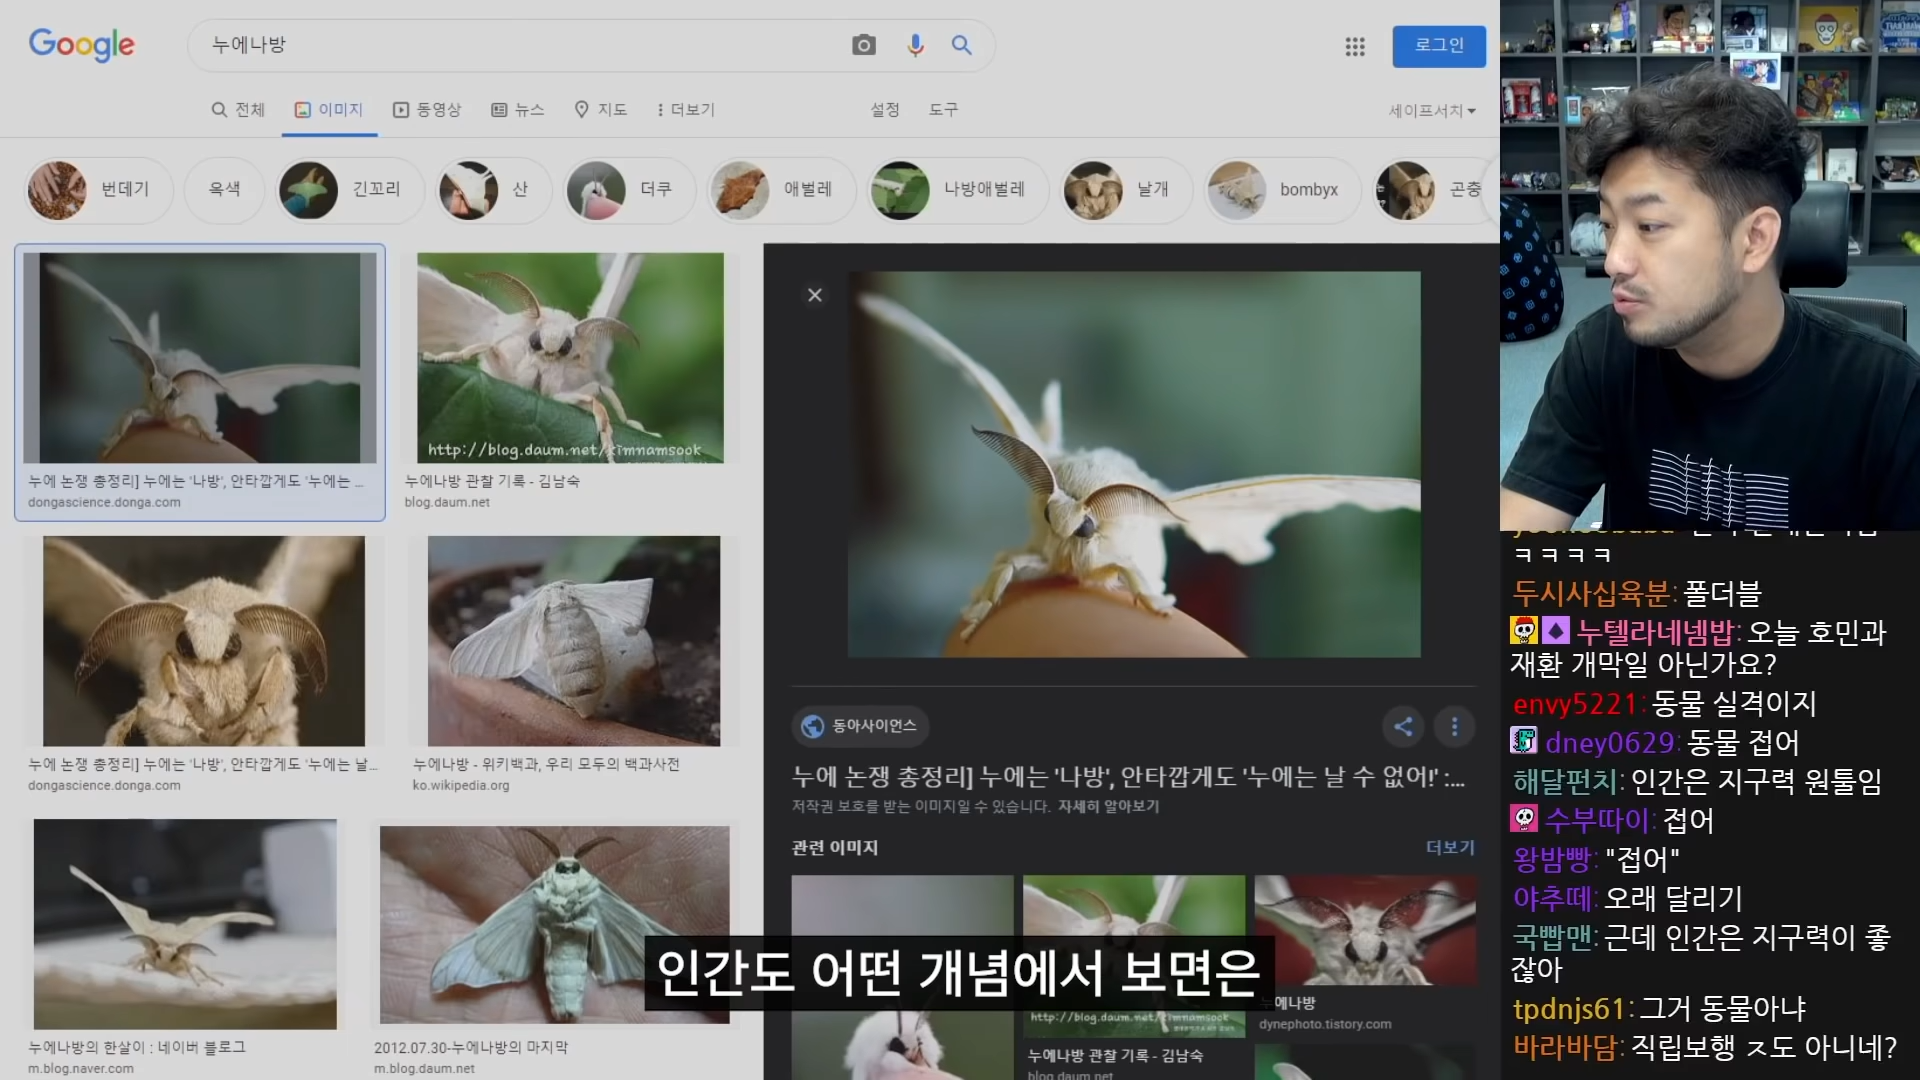 Google
누에나방
로그인
전체
이미지
동영상
뉴스
지도
더보기
설정
도구
세이프서치
번데기
옥색
긴꼬리
산
더쿠
애벌레
나방애벌레
날개
bombyx
곤충
http://blog.daum.net/kimnamsook
누에 논쟁 총정리] 누에는 '나방', 안타깝게도 '누에는 ...
dongascience.donga.com
누에나방 관찰 기록 - 김남숙
blog.daum.net
누에 논쟁 총정리] 누에는 '나방', 안타깝게도 '누에는 날...
dongascience.donga.com
누에나방 - 위키백과, 우리 모두의 백과사전
ko.wikipedia.org
누에나방의 한살이 : 네이버 블로그
m.blog.naver.com
2012.07.30-누에나방의 마지막
m.blog.daum.net
동아사이언스
누에 논쟁 총정리] 누에는 '나방', 안타깝게도 '누에는 날 수 없어!' :...
저작권 보호를 받는 이미지일 수 있습니다. 자세히 알아보기
관련 이미지
더보기
http://blog.daum.net/kimnamsook
누에나방 관찰 기록 - 김남숙
blog.daum.net
누에나방
dynephoto.tistory.com
인간도 어떤 개념에서 보면은
ㅋㅋㅋㅋ
두시사십육분: 폴더블
누텔라네넴밥: 오늘 호민과
재환 개막일 아닌가요?
envy5221: 동물 실격이지
dney0629: 동물 접어
해달펀치: 인간은 지구력 원툴임
수부따이: 접어
왕밤빵: "접어"
야추떼: 오래 달리기
국빱맨: 근데 인간은 지구력이 좋
잖아
tpdnjs61: 그거 동물아냐
바라바담: 직립보행 ㅈ도 아니네?